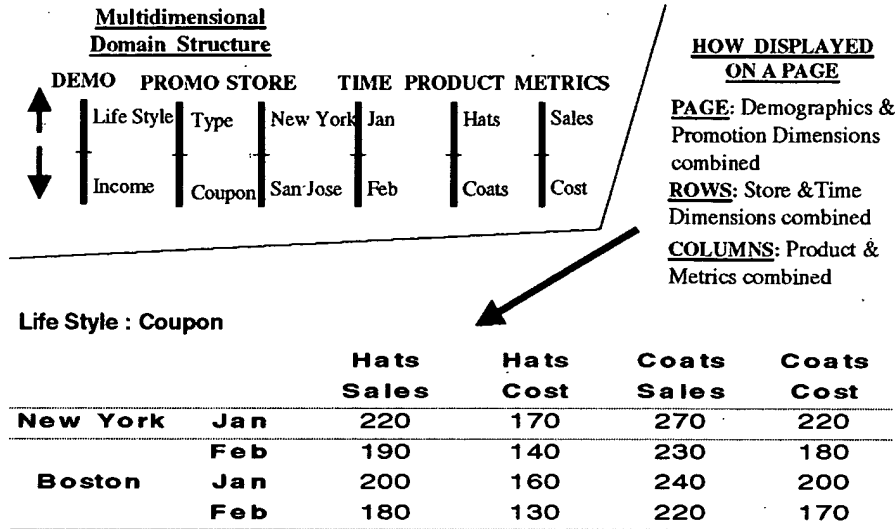 Multidimensional
Domain Structure
DEMO PROMO STORE TIME PRODUCT METRICS
Life Style Type New York Jan Hats Sales
Income Coupon San Jose Feb Coats Cost
HOW DISPLAYED
ON A PAGE
PAGE: Demographics &
Promotion Dimensions
combined
ROWS: Store & Time
Dimensions combined
COLUMNS: Product &
Metrics combined
Life Style : Coupon
Hats Hats Coats Coats
Sales Cost Sales Cost
New York Jan 220 170 270 220
Feb 190 140 230 180
Boston Jan 200 160 240 200
Feb 180 130 220 170